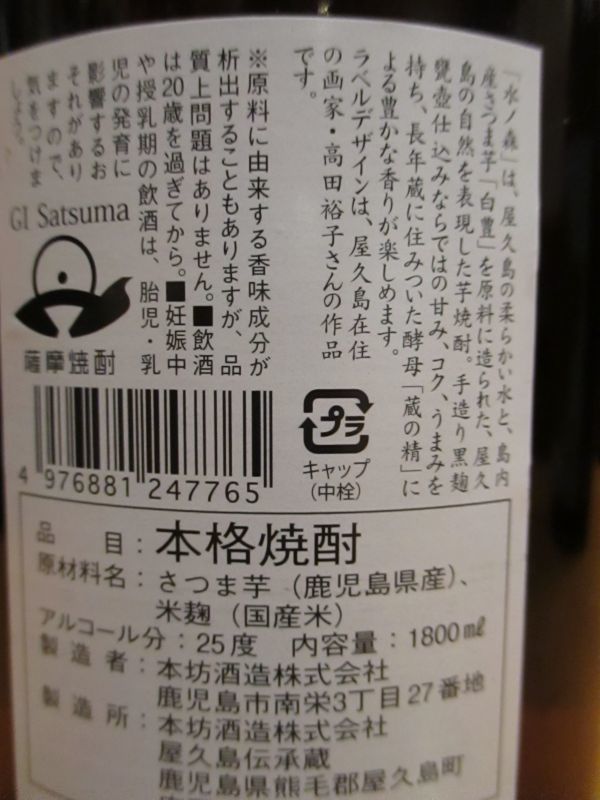 「水ノ森」は、屋久島の柔らかい水と、島内
産さつま芋「白豊」を原料に造られた、屋久
島の自然を表現した芋焼酎。手造り黒麹
甕壺仕込みならではの甘み、コク、うまみを
持ち、長年蔵に住みついた酵母「蔵の精」に
よる豊かな香りが楽しめます。
ラベルデザインは、屋久島在住
の画家・高田裕子さんの作品
です。
※原料に由来する香味成分が
析出することもありますが、品
質上問題はありません。■飲酒
は20歳を過ぎてから。■妊娠中
や授乳期の飲酒は、胎児・乳
児の発育に
影響するお
それがあり
ますので、
気をつけま
しょう。
GI Satsuma
薩摩焼酎
4 976881 247765
プラ
キャップ
(中栓)
品目:本格焼酎
原材料名:さつま芋(鹿児島県産)、
米麹(国産米)
アルコール分:25度 内容量:1800㎖
製造者:本坊酒造株式会社
鹿児島市南栄3丁目27番地
製造所:本坊酒造株式会社
屋久島伝承蔵
鹿児島県熊毛郡屋久島町